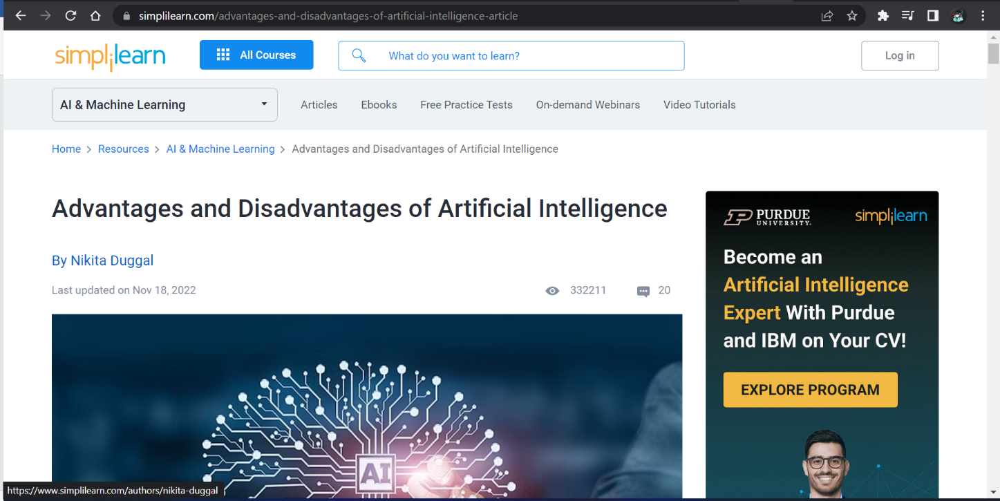 simplilearn.com/advantages-and-disadvantages-of-artificial-intelligence-article
simplilearn
All Courses
What do you want to learn?
Log in
AI & Machine Learning
Articles
Ebooks
Free Practice Tests
On-demand Webinars
Video Tutorials
Home > Resources > AI & Machine Learning > Advantages and Disadvantages of Artificial Intelligence
Advantages and Disadvantages of Artificial Intelligence
By Nikita Duggal
Last updated on Nov 18, 2022
332211
20
AI
PURDUE
UNIVERSITY.
simplilearn
Become an
Artificial Intelligence
Expert With Purdue
and IBM on Your CV!
EXPLORE PROGRAM
https://www.simplilearn.com/authors/nikita-duggal